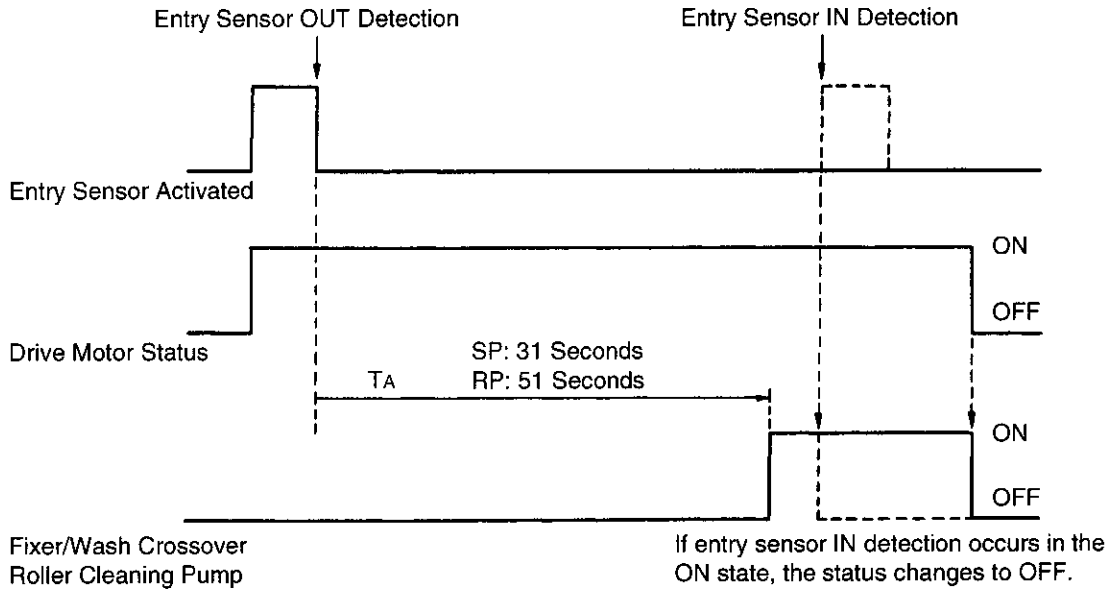 Entry Sensor OUT Detection
Entry Sensor IN Detection
Entry Sensor Activated
ON
OFF
Drive Motor Status
SP: 31 Seconds
TA
RP: 51 Seconds
ON
OFF
Fixer/Wash Crossover
Roller Cleaning Pump
If entry sensor IN detection occurs in the
ON state, the status changes to OFF.